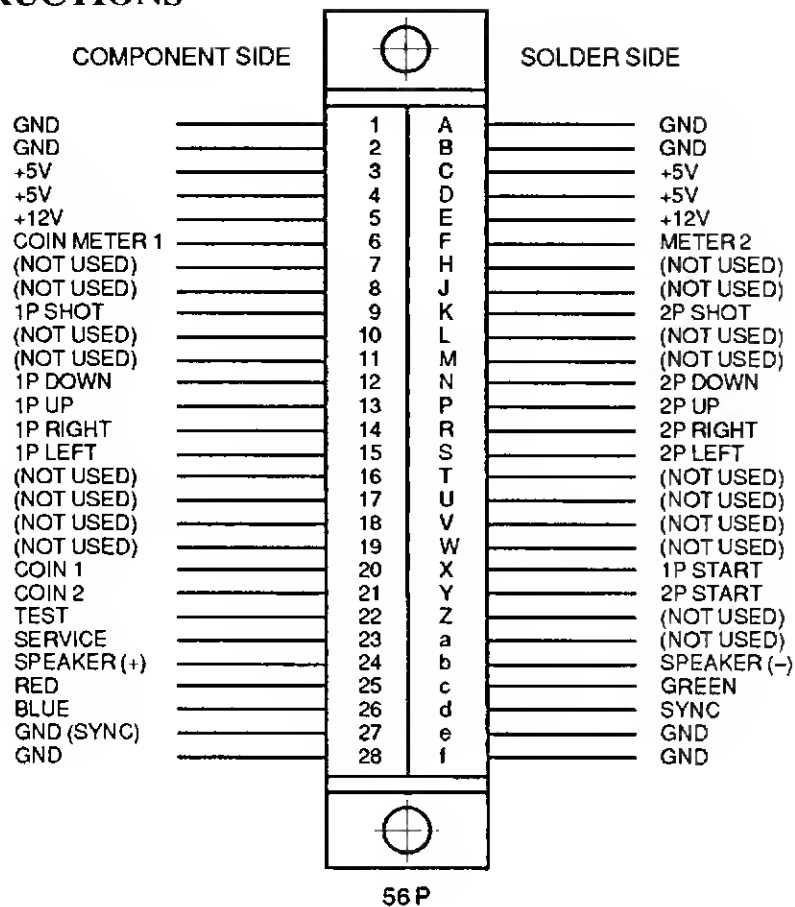 RUCTIONS
COMPONENT SIDE SOLDER SIDE
GND 1 A GND
GND 2 B GND
+5V 3 C +5V
+5V 4 D +5V
+12V 5 E +12V
COIN METER 1 6 F METER 2
(NOT USED) 7 H (NOT USED)
(NOT USED) 8 J (NOT USED)
1P SHOT 9 K 2P SHOT
(NOT USED) 10 L (NOT USED)
(NOT USED) 11 M (NOT USED)
1P DOWN 12 N 2P DOWN
1P UP 13 P 2P UP
1P RIGHT 14 R 2P RIGHT
1P LEFT 15 S 2P LEFT
(NOT USED) 16 T (NOT USED)
(NOT USED) 17 U (NOT USED)
(NOT USED) 18 V (NOT USED)
(NOT USED) 19 W (NOT USED)
COIN 1 20 X 1P START
COIN 2 21 Y 2P START
TEST 22 Z (NOT USED)
SERVICE 23 a (NOT USED)
SPEAKER (+) 24 b SPEAKER (–)
RED 25 c GREEN
BLUE 26 d SYNC
GND (SYNC) 27 e GND
GND 28 f GND
56 P